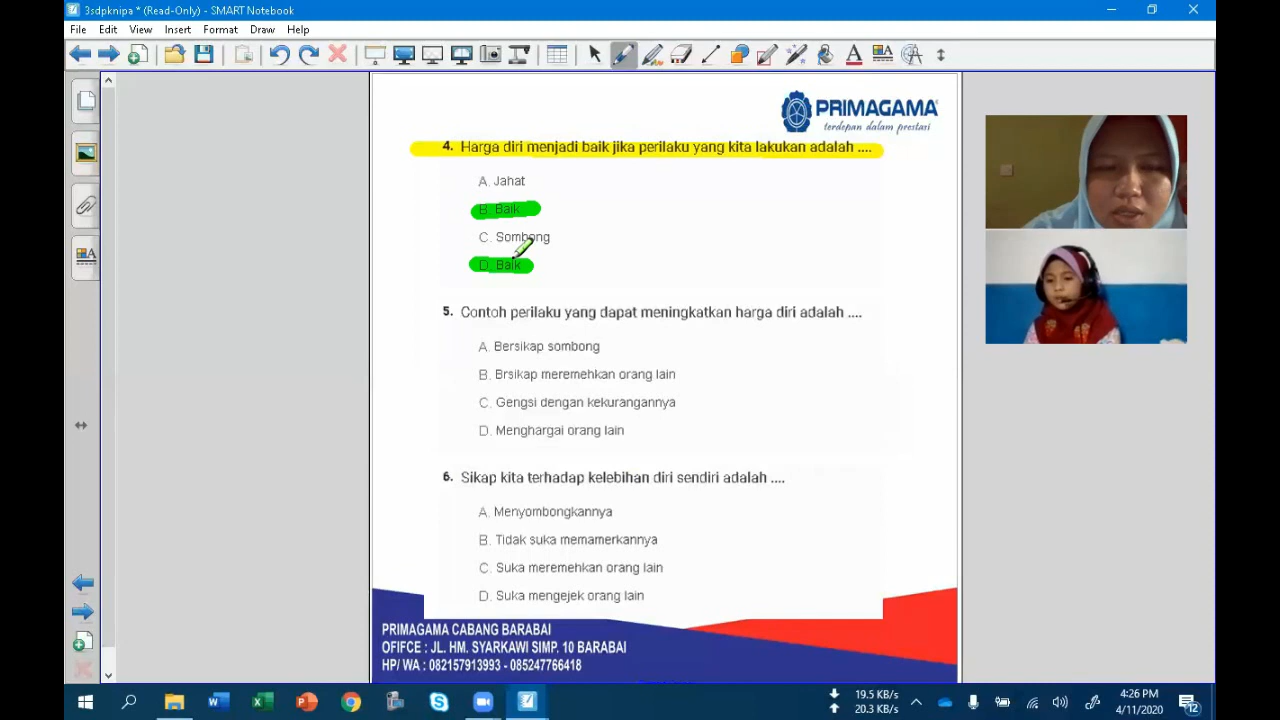 3sdpknipa * (Read-Only) - SMART Notebook
File Edit View Insert Format Draw Help
PRIMAGAMA
terdepan dalam prestasi
4. Harga diri menjadi baik jika perilaku yang kita lakukan adalah ....
A. Jahat
B. Baik
C. Sombong
D. Baik
5. Contoh perilaku yang dapat meningkatkan harga diri adalah ....
A. Bersikap sombong
B. Brsikap meremehkan orang lain
C. Gengsi dengan kekurangannya
D. Menghargai orang lain
6. Sikap kita terhadap kelebihan diri sendiri adalah ....
A. Menyombongkannya
B. Tidak suka memamerkannya
C. Suka meremehkan orang lain
D. Suka mengejek orang lain
PRIMAGAMA CABANG BARABAI
OFIFCE : JL. HM. SYARKAWI SIMP. 10 BARABAI
HP/ WA : 082157913993 - 085247766418
19.5 KB/s
20.3 KB/s
4:26 PM
4/11/2020
12